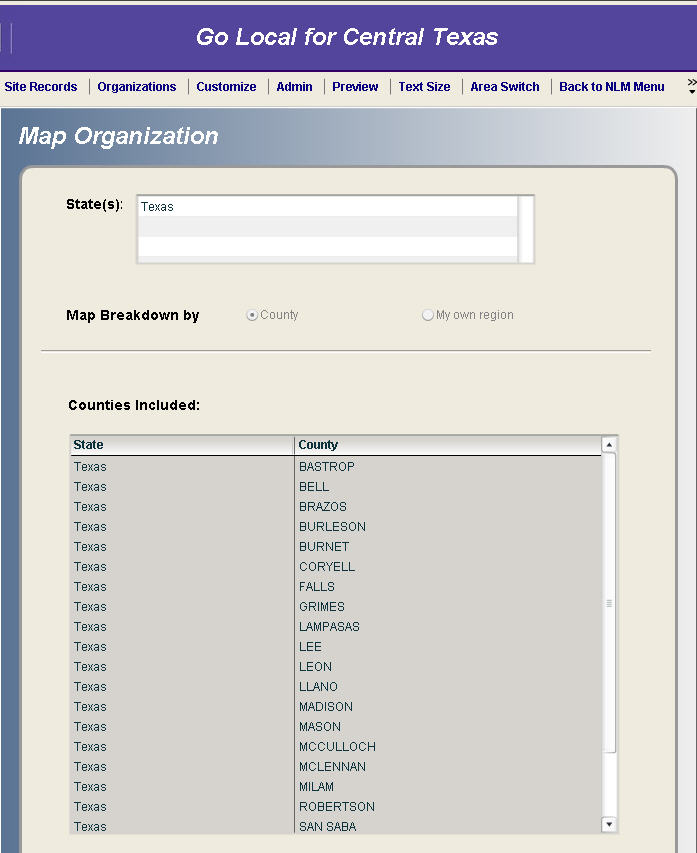 Go Local for Central Texas
Site Records Organizations Customize Admin Preview Text Size Area Switch Back to NLM Menu »
Map Organization
State(s): Texas
Map Breakdown by County My own region
Counties Included:
State County
Texas BASTROP
Texas BELL
Texas BRAZOS
Texas BURLESON
Texas BURNET
Texas CORYELL
Texas FALLS
Texas GRIMES
Texas LAMPASAS
Texas LEE
Texas LEON
Texas LLANO
Texas MADISON
Texas MASON
Texas MCCULLOCH
Texas MCLENNAN
Texas MILAM
Texas ROBERTSON
Texas SAN SABA